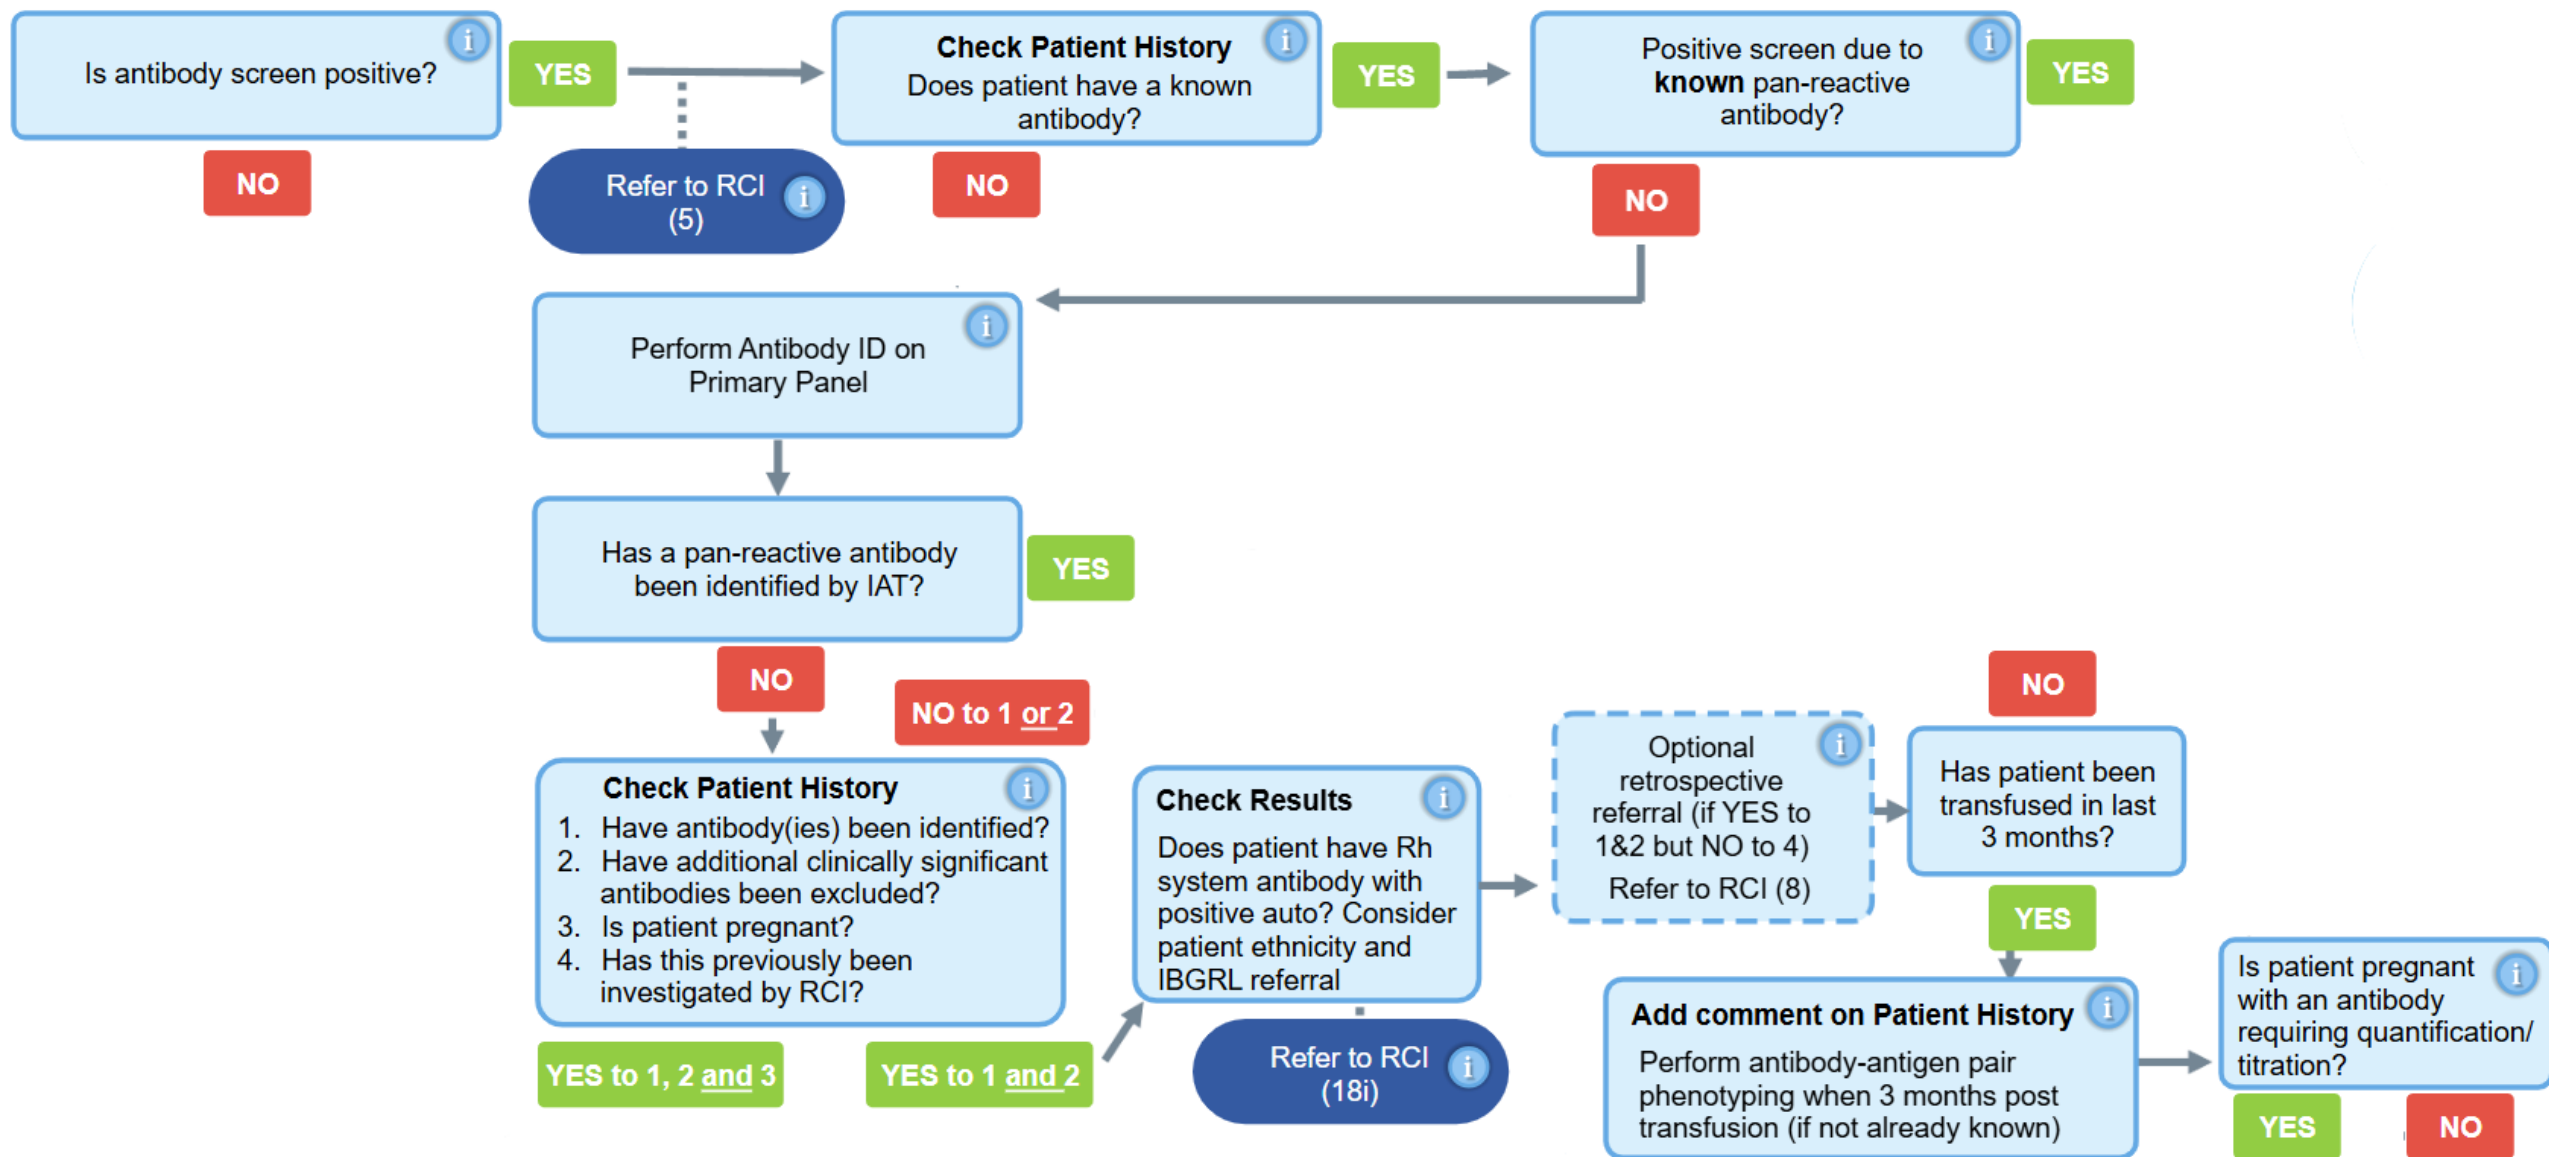 Is antibody screen positive?
YES
NO
Refer to RCI
(5)
Check Patient History
Does patient have a known
antibody?
YES
NO
Positive screen due to
known pan-reactive
antibody?
YES
NO
Perform Antibody ID on
Primary Panel
Has a pan-reactive antibody
been identified by IAT?
YES
NO
NO to 1 or 2
Check Patient History
1. Have antibody(ies) been identified?
2. Have additional clinically significant
antibodies been excluded?
3. Is patient pregnant?
4. Has this previously been
investigated by RCI?
YES to 1, 2 and 3
YES to 1 and 2
Check Results
Does patient have Rh
system antibody with
positive auto? Consider
patient ethnicity and
IBGRL referral
Refer to RCI
(18i)
Optional
retrospective
referral (if YES to
1&2 but NO to 4)
Refer to RCI (8)
NO
Has patient been
transfused in last
3 months?
YES
Add comment on Patient History
Perform antibody-antigen pair
phenotyping when 3 months post
transfusion (if not already known)
Is patient pregnant
with an antibody
requiring quantification/
titration?
YES
NO